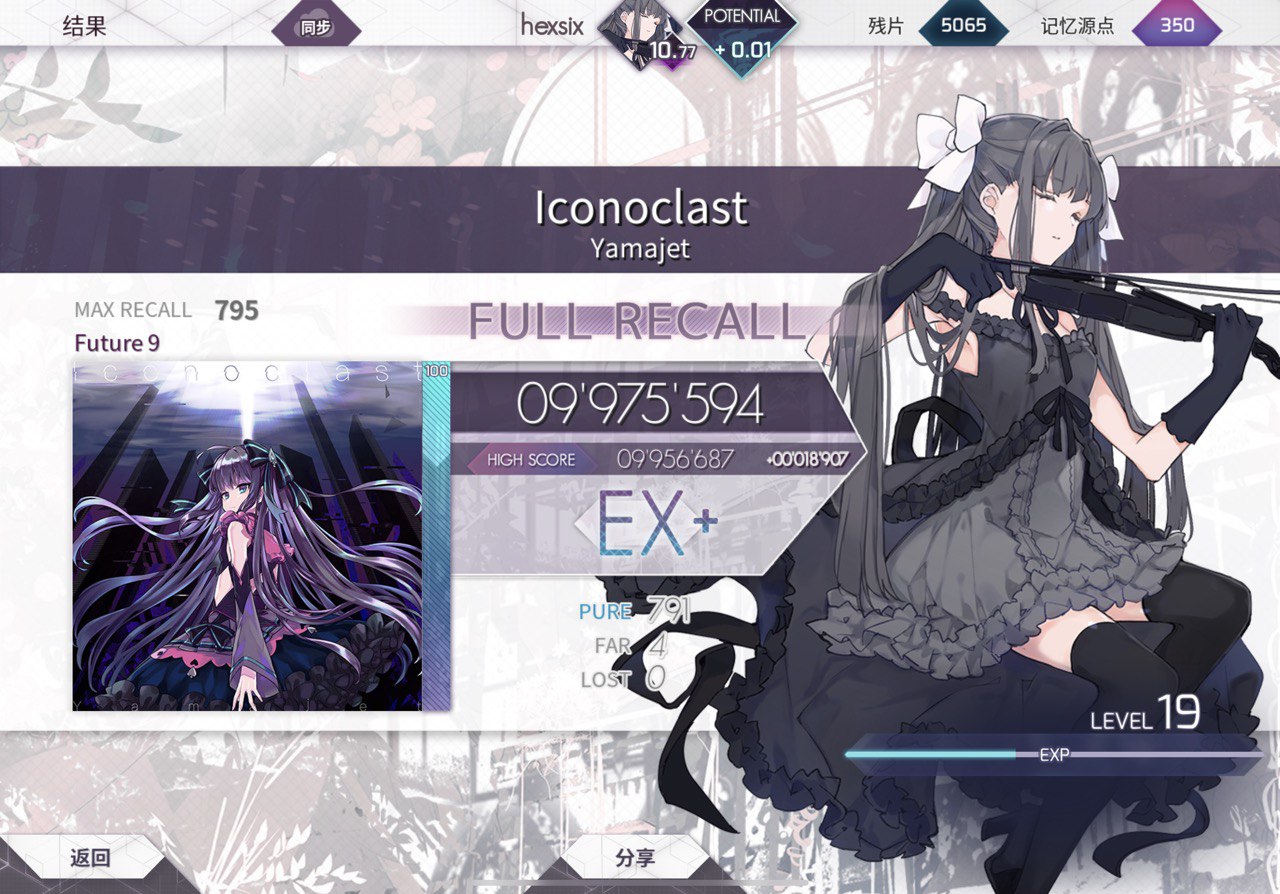 结果
同步
hexsix
10.77
POTENTIAL
+ 0.01
残片
5065
记忆源点
350
Iconoclast
Yamajet
MAX RECALL 795
Future 9
FULL RECALL
Iconoclast
100
09'975'594
HIGH SCORE 09'956'687 +00'018'907
EX+
PURE 791
FAR 4
LOST 0
Yamajet
LEVEL 19
EXP
返回
分享